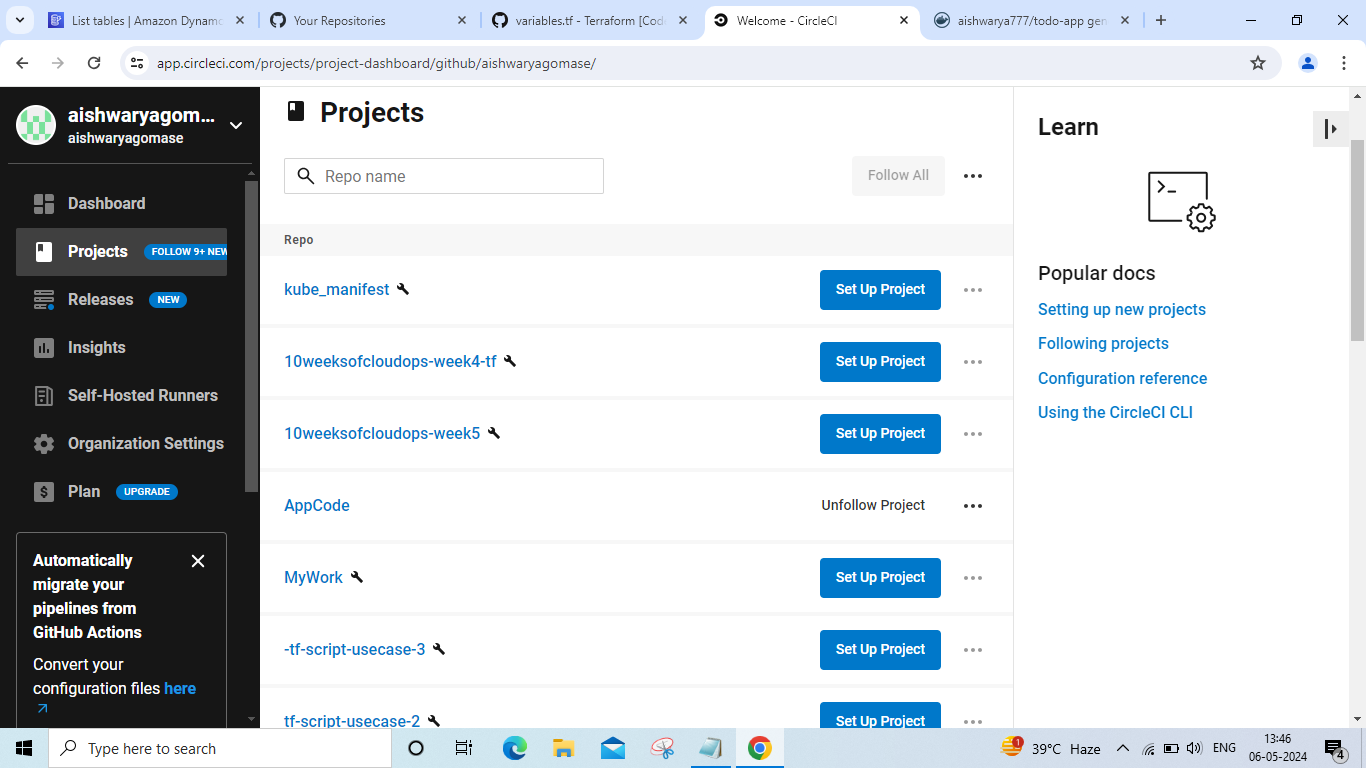 List tables | Amazon Dynamo
Your Repositories
variables.tf - Terraform [Cod
Welcome - CircleCI
aishwarya777/todo-app gen
app.circleci.com/projects/project-dashboard/github/aishwaryagomase/
aishwaryagom...
aishwaryagomase
Dashboard
Projects FOLLOW 9+ NEW
Releases NEW
Insights
Self-Hosted Runners
Organization Settings
Plan UPGRADE
Automatically
migrate your
pipelines from
GitHub Actions
Convert your
configuration files here
Projects
Repo name
Follow All
Repo
kube_manifest Set Up Project
10weeksofcloudops-week4-tf Set Up Project
10weeksofcloudops-week5 Set Up Project
AppCode Unfollow Project
MyWork Set Up Project
-tf-script-usecase-3 Set Up Project
tf-script-usecase-2 Set Up Project
Learn
Popular docs
Setting up new projects
Following projects
Configuration reference
Using the CircleCI CLI
Type here to search
1
39°C Haze
ENG
13:46
06-05-2024
4